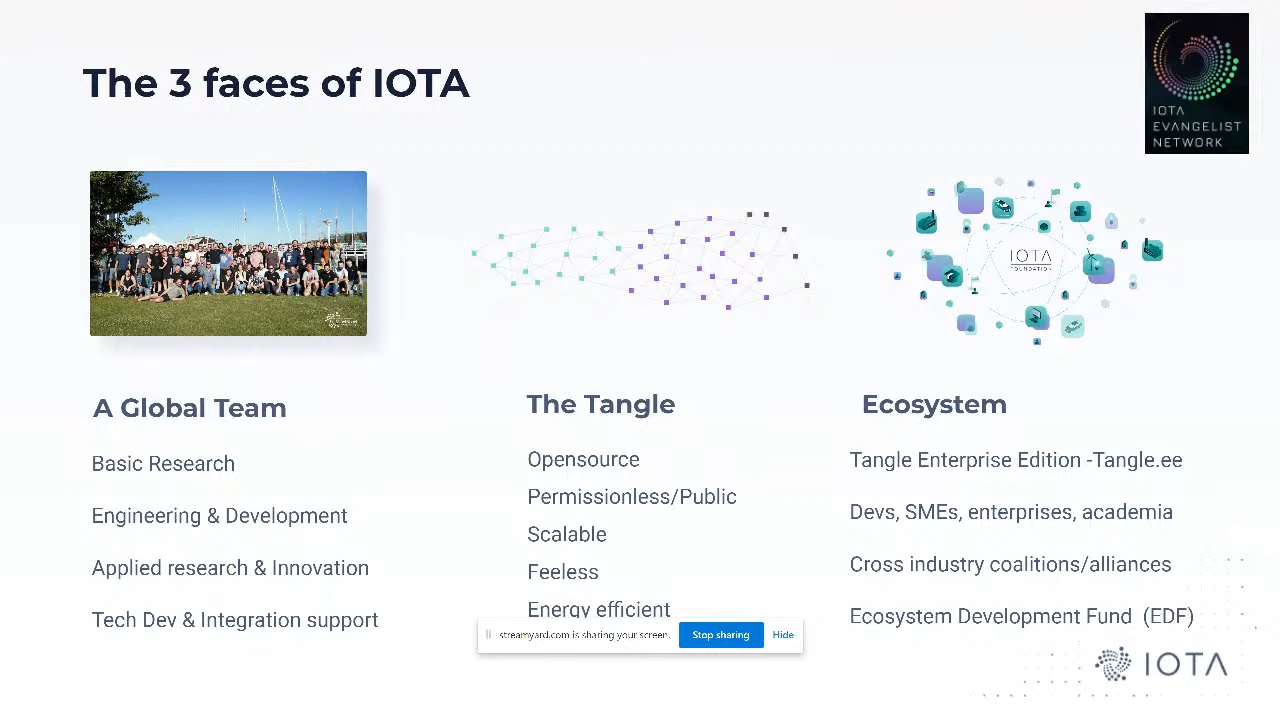 The 3 faces of IOTA
IOTA
EVANGELIST
NETWORK
IOTA
FOUNDATION
A Global Team
Basic Research
Engineering & Development
Applied research & Innovation
Tech Dev & Integration support
The Tangle
Opensource
Permissionless/Public
Scalable
Feeless
Energy efficient
Ecosystem
Tangle Enterprise Edition -Tangle.ee
Devs, SMEs, enterprises, academia
Cross industry coalitions/alliances
Ecosystem Development Fund (EDF)
streamyard.com is sharing your screen. Stop sharing Hide
IOTA